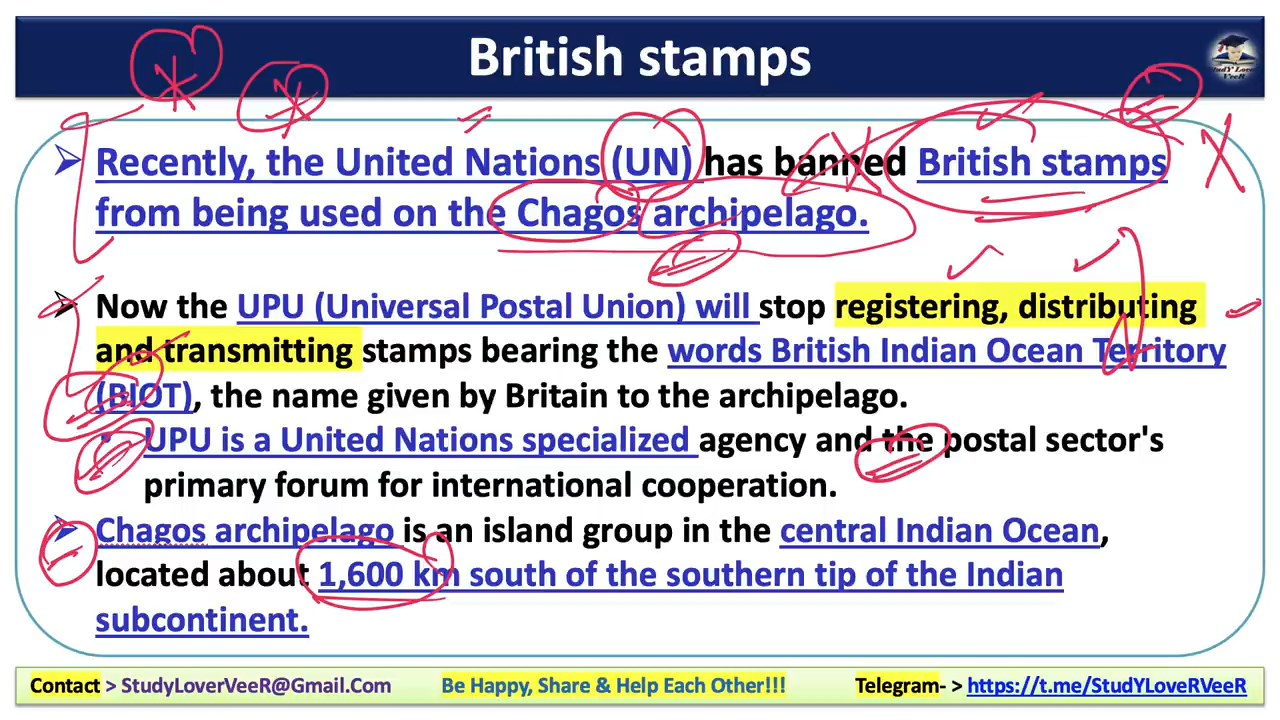 British stamps
StudY Love
VeeR
➢ Recently, the United Nations (UN) has banned British stamps
from being used on the Chagos archipelago.
➢ Now the UPU (Universal Postal Union) will stop registering, distributing
and transmitting stamps bearing the words British Indian Ocean Territory
(BIOT), the name given by Britain to the archipelago.
• UPU is a United Nations specialized agency and the postal sector's
primary forum for international cooperation.
➢ Chagos archipelago is an island group in the central Indian Ocean,
located about 1,600 km south of the southern tip of the Indian
subcontinent.
Contact > StudyLoverVeeR@Gmail.Com Be Happy, Share & Help Each Other!!! Telegram- > https://t.me/StudYLoveRVeeR